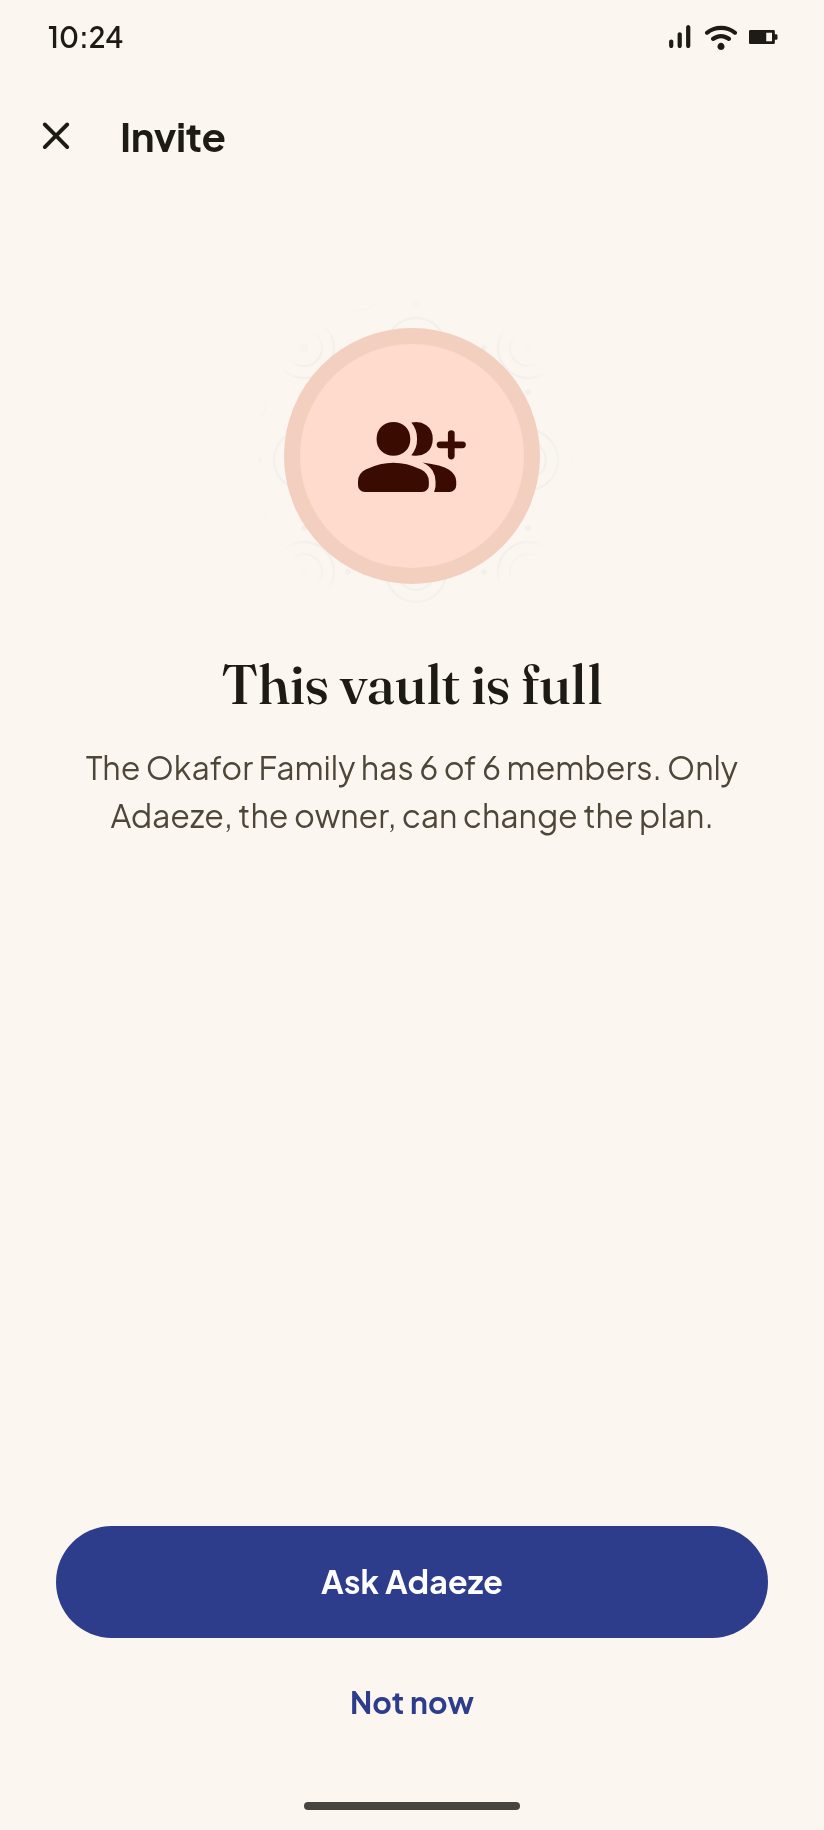 10:24
Invite
This vault is full
The Okafor Family has 6 of 6 members. Only
Adaeze, the owner, can change the plan.
Ask Adaeze
Not now